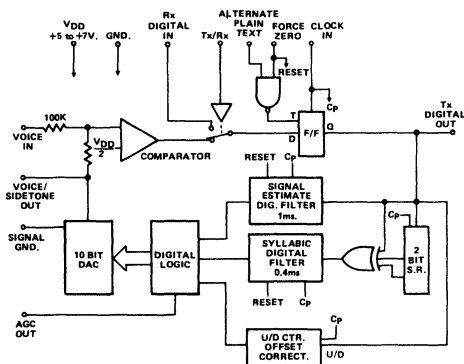 VDD
+5 to +7V.
GND.
Rx
DIGITAL
IN
Tx/Rx
ALTERNATE
PLAIN
TEXT
FORCE
ZERO
CLOCK
IN
RESET
CP
Tx
DIGITAL
OUT
100K
VOICE
IN
VDD
2
COMPARATOR
T
D
F/F
Q
VOICE/
SIDETONE
OUT
RESET
CP
SIGNAL
ESTIMATE
DIG. FILTER
1ms.
CP
SIGNAL
GND.
10 BIT
DAC
DIGITAL
LOGIC
SYLLABIC
DIGITAL
FILTER
0.4ms
2
BIT
S.R.
RESET
CP
AGC
OUT
U/D CTR.
OFFSET
CORRECT.
CP
U/D